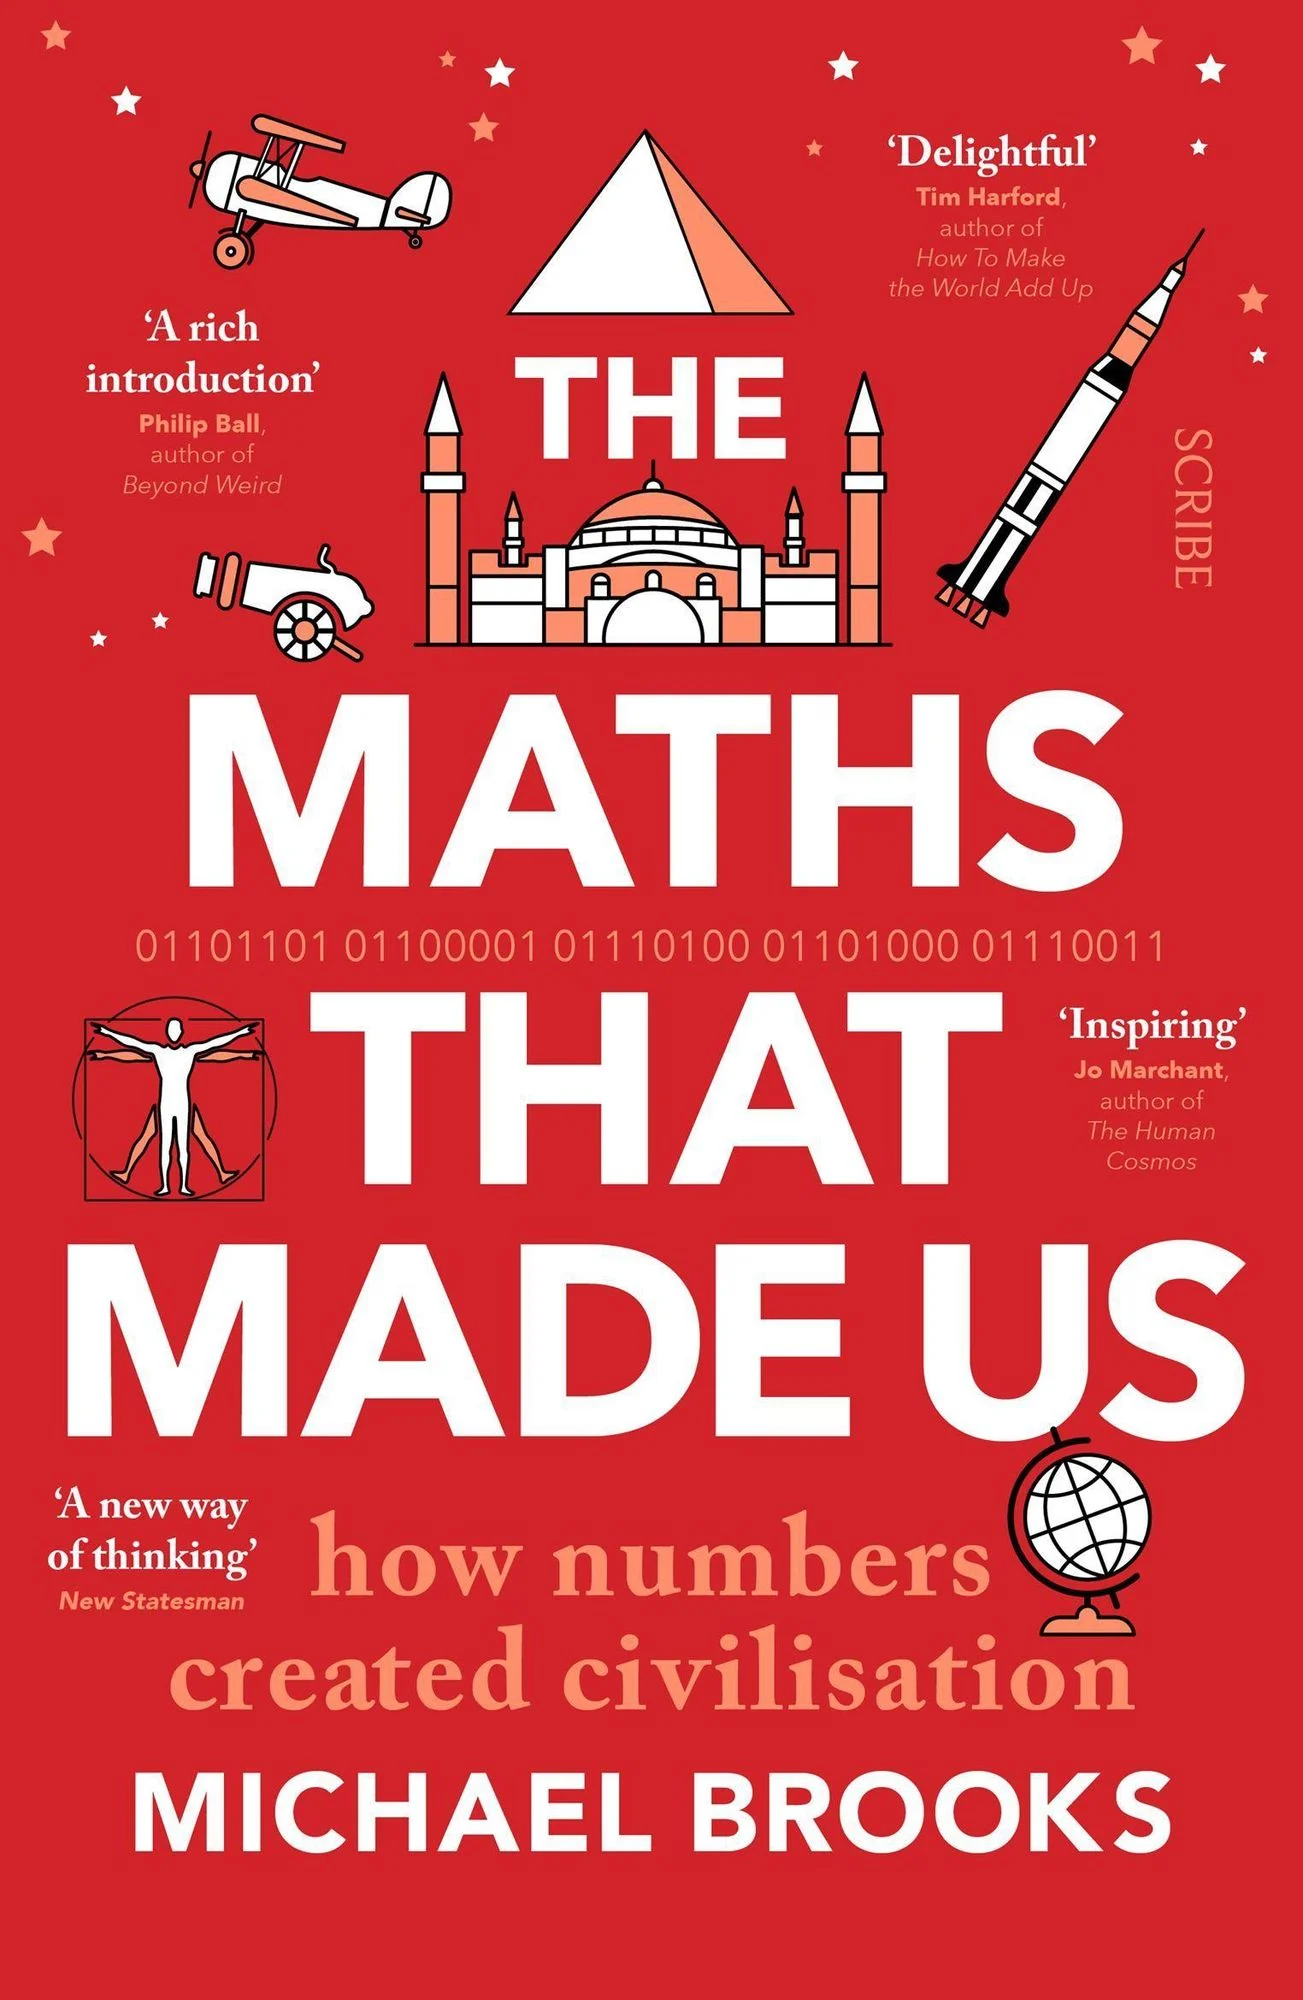 ‘Delightful’
Tim Harford,
author of
How To Make
the World Add Up
‘A rich
introduction’
Philip Ball,
author of
Beyond Weird
THE
SCRIBE
MATHS
01101101 01100001 01110100 01101000 01110011
THAT
‘Inspiring’
Jo Marchant,
author of
The Human
Cosmos
MADE US
‘A new way
of thinking’
New Statesman
how numbers
created civilisation
MICHAEL BROOKS